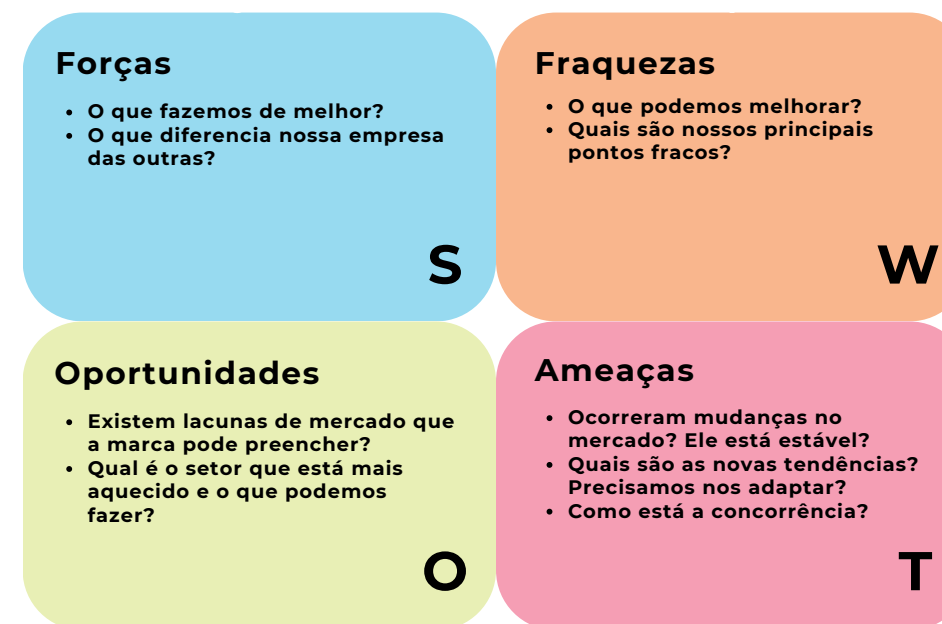 Forças
• O que fazemos de melhor?
• O que diferencia nossa empresa
das outras?
S
Fraquezas
• O que podemos melhorar?
• Quais são nossos principais
pontos fracos?
W
Oportunidades
• Existem lacunas de mercado que
a marca pode preencher?
• Qual é o setor que está mais
aquecido e o que podemos
fazer?
O
Ameaças
• Ocorreram mudanças no
mercado? Ele está estável?
• Quais são as novas tendências?
Precisamos nos adaptar?
• Como está a concorrência?
T